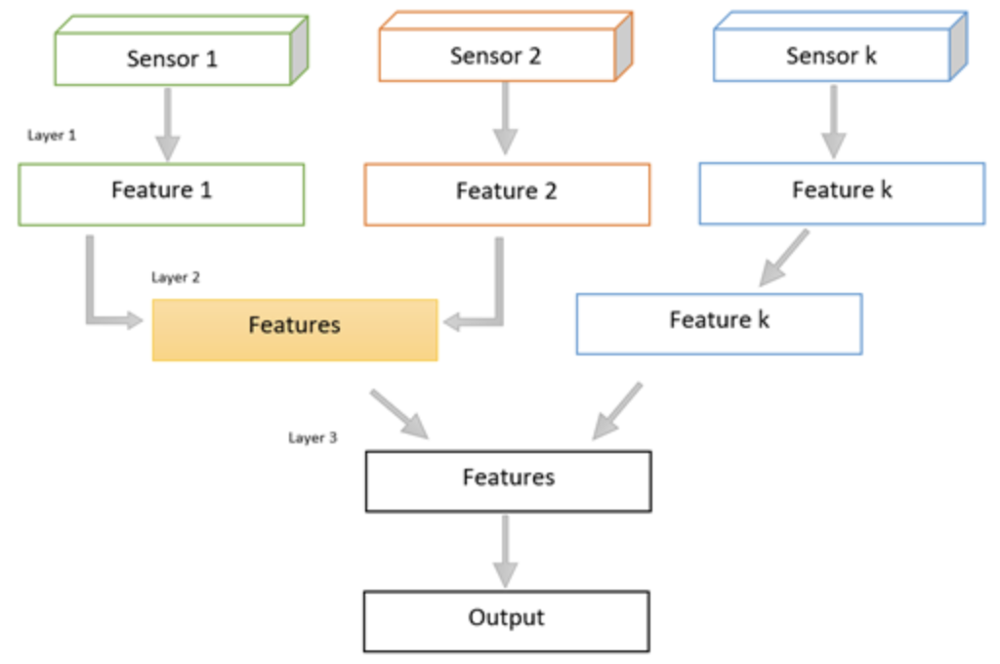 Sensor 1
Sensor 2
Sensor k
Layer 1
Feature 1
Feature 2
Feature k
Layer 2
Features
Feature k
Layer 3
Features
Output